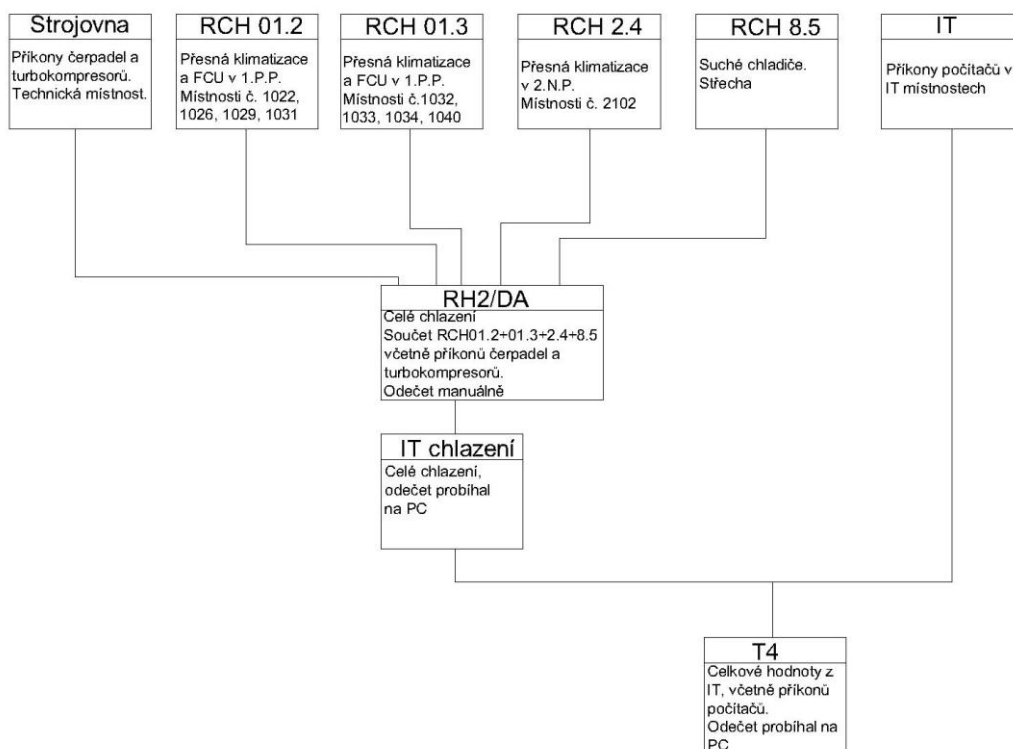 Strojovna
Příkony čerpadel a
turbokompresorů.
Technická místnost.
RCH 01.2
Přesná klimatizace
a FCU v 1.P.P.
Místnosti č. 1022,
1026, 1029, 1031
RCH 01.3
Přesná klimatizace
a FCU v 1.P.P.
Místnosti č.1032,
1033, 1034, 1040
RCH 2.4
Přesná klimatizace
v 2.N.P.
Místnosti č. 2102
RCH 8.5
Suché chladiče.
Střecha
IT
Příkony počítačů v
IT místnostech
RH2/DA
Celé chlazení
Součet RCH01.2+01.3+2.4+8.5
včetně příkonů čerpadel a
turbokompresorů.
Odečet manuálně
IT chlazení
Celé chlazení,
odečet probíhal
na PC
T4
Celkové hodnoty z
IT, včetně příkonů
počítačů.
Odečet probíhal na
PC